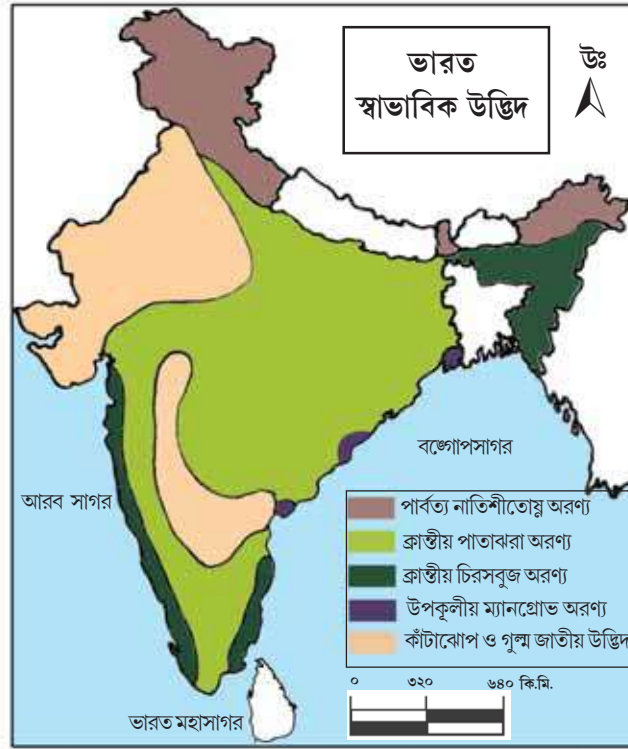 ভারত
স্বাভাবিক উদ্ভিদ
উঃ
বঙ্গোপসাগর
আরব সাগর
পার্বত্য নাতিশীতোষ্ণ অরণ্য
ক্রান্তীয় পাতাঝরা অরণ্য
ক্রান্তীয় চিরসবুজ অরণ্য
উপকূলীয় ম্যানগ্রোভ অরণ্য
কাঁটাঝোপ ও গুল্ম জাতীয় উদ্ভিদ
০ ৩২০ ৬৪০ কি.মি.
ভারত মহাসাগর